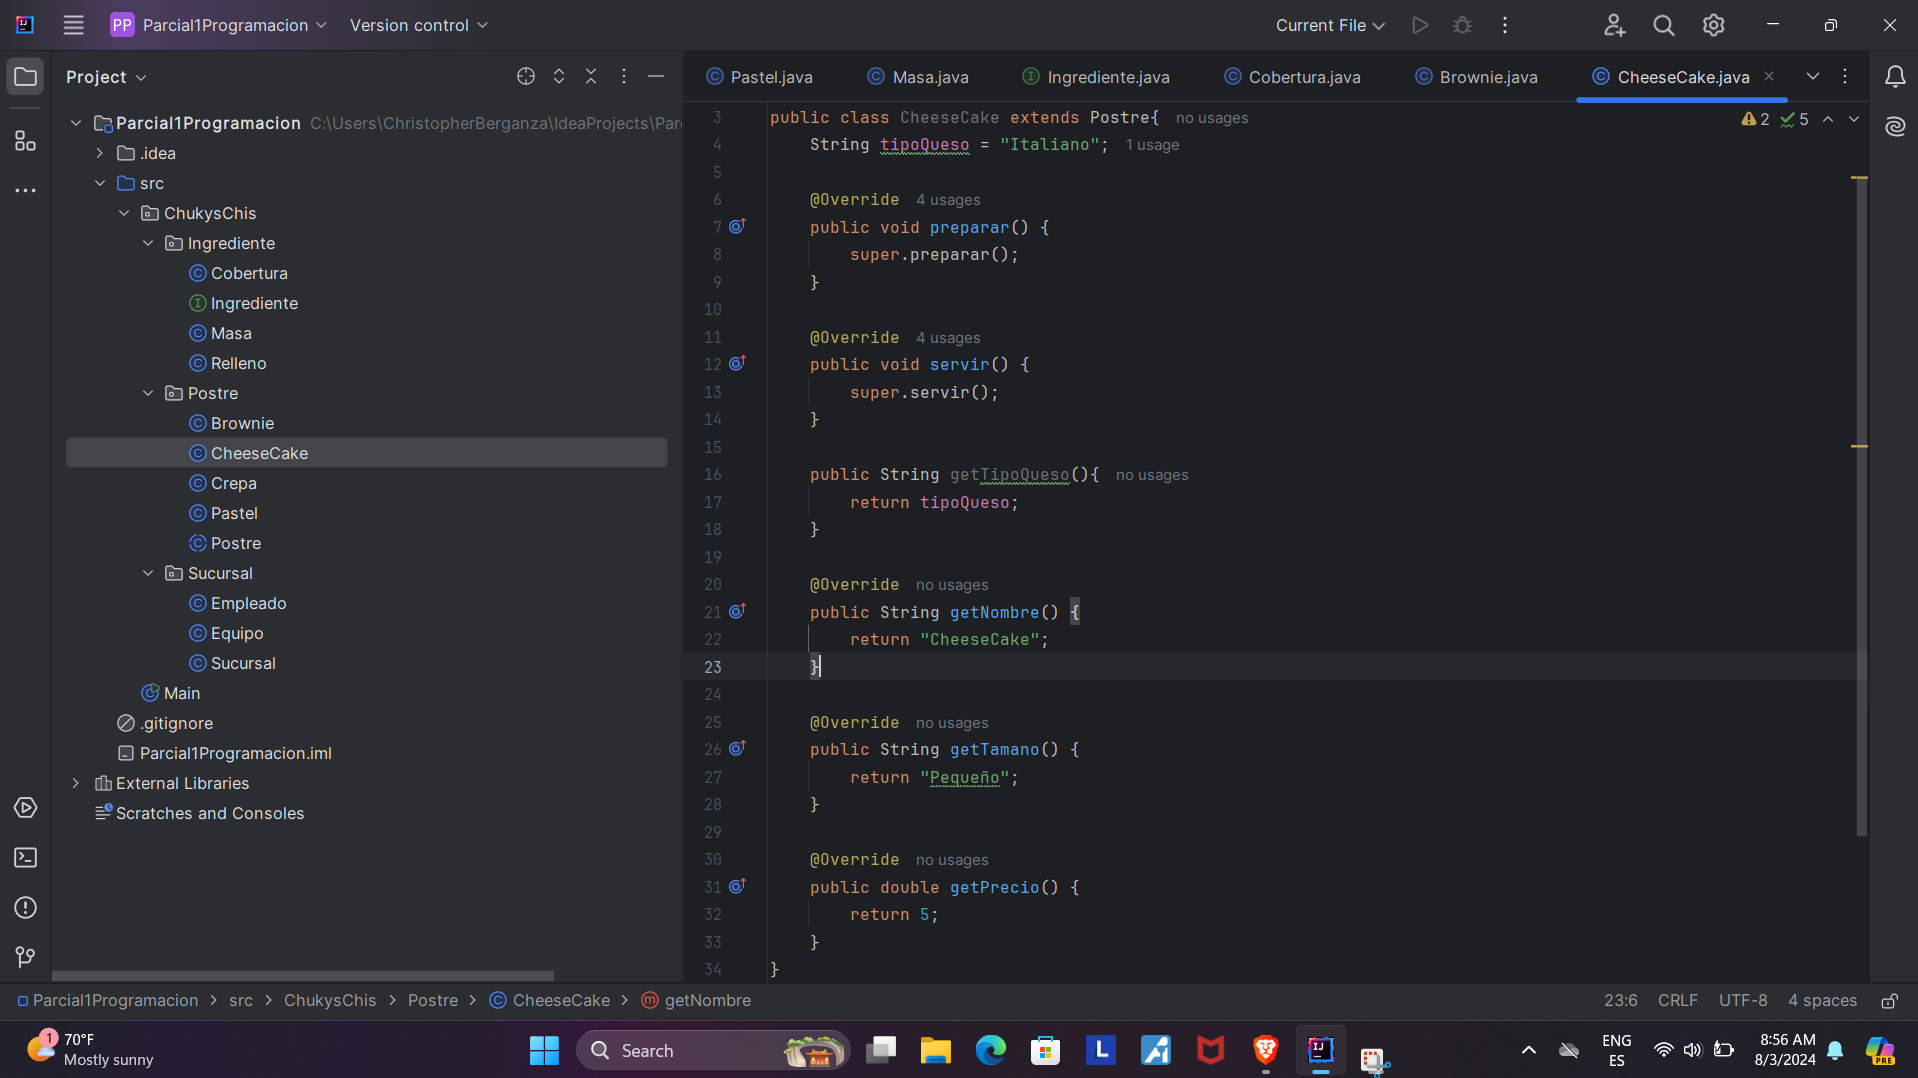 PP Parcial1Programacion Version control Current File
Project
Pastel.java Masa.java Ingrediente.java Cobertura.java Brownie.java CheeseCake.java
Parcial1Programacion C:\Users\ChristopherBerganza\IdeaProjects\Par
.idea
src
ChukysChis
Ingrediente
Cobertura
Ingrediente
Masa
Relleno
Postre
Brownie
CheeseCake
Crepa
Pastel
Postre
Sucursal
Empleado
Equipo
Sucursal
Main
.gitignore
Parcial1Programacion.iml
External Libraries
Scratches and Consoles
2 5
3 public class CheeseCake extends Postre{ no usages
4 String tipoQueso = "Italiano"; 1 usage
5
6 @Override 4 usages
7 public void preparar() {
8 super.preparar();
9 }
10
11 @Override 4 usages
12 public void servir() {
13 super.servir();
14 }
15
16 public String getTipoQueso(){ no usages
17 return tipoQueso;
18 }
19
20 @Override no usages
21 public String getNombre() {
22 return "CheeseCake";
23 }
24
25 @Override no usages
26 public String getTamano() {
27 return "Pequeño";
28 }
29
30 @Override no usages
31 public double getPrecio() {
32 return 5;
33 }
34 }
Parcial1Programacion > src > ChukysChis > Postre > CheeseCake > getNombre 23:6 CRLF UTF-8 4 spaces
1
70°F
Mostly sunny
Search
ENG
ES
8:56 AM
8/3/2024
PRE